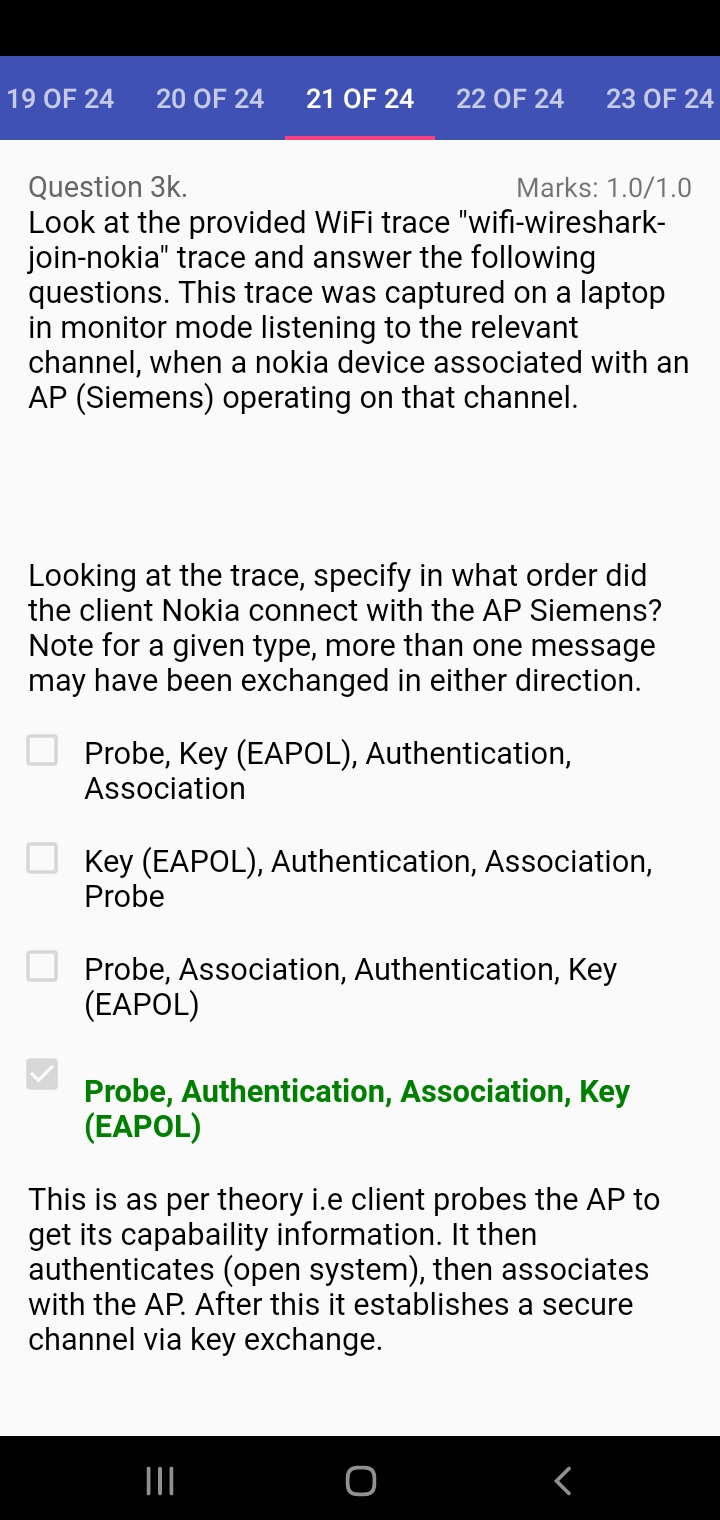 19 OF 24 20 OF 24 21 OF 24 22 OF 24 23 OF 24
Question 3k. Marks: 1.0/1.0
Look at the provided WiFi trace "wifi-wireshark-
join-nokia" trace and answer the following
questions. This trace was captured on a laptop
in monitor mode listening to the relevant
channel, when a nokia device associated with an
AP (Siemens) operating on that channel.
Looking at the trace, specify in what order did
the client Nokia connect with the AP Siemens?
Note for a given type, more than one message
may have been exchanged in either direction.
Probe, Key (EAPOL), Authentication,
Association
Key (EAPOL), Authentication, Association,
Probe
Probe, Association, Authentication, Key
(EAPOL)
Probe, Authentication, Association, Key
(EAPOL)
This is as per theory i.e client probes the AP to
get its capabaility information. It then
authenticates (open system), then associates
with the AP. After this it establishes a secure
channel via key exchange.